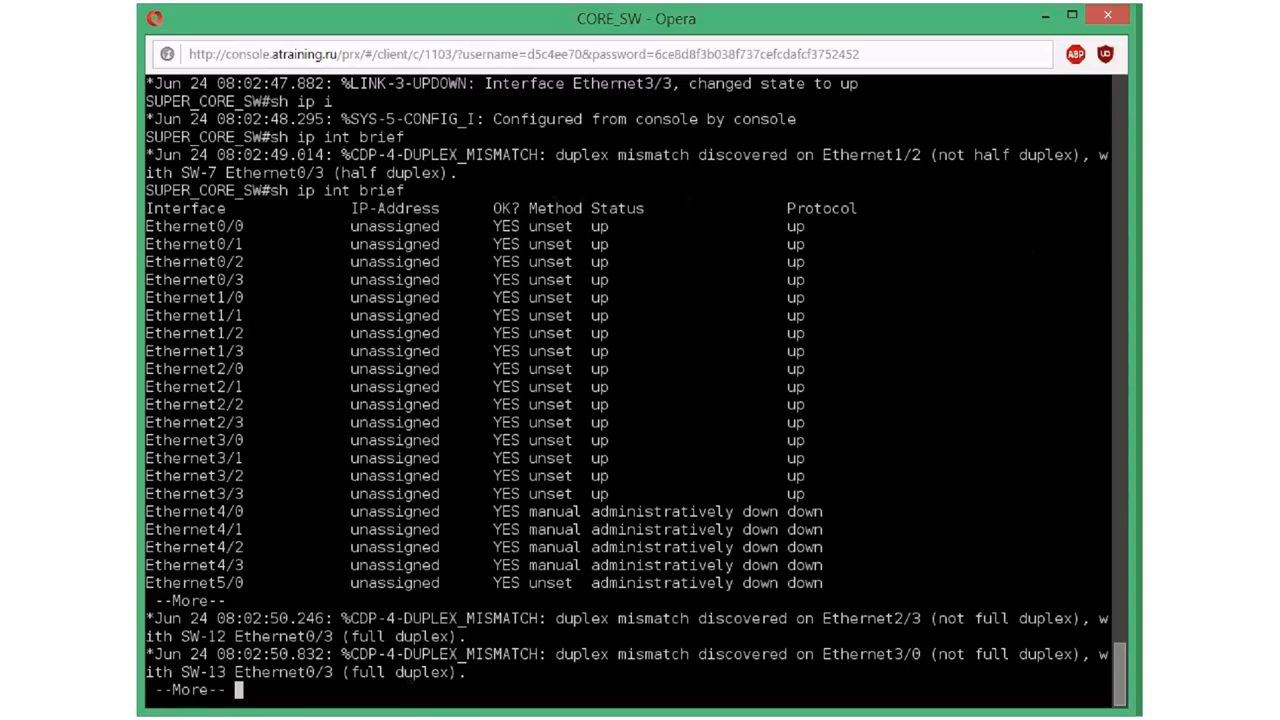 CORE_SW - Opera
http://console.atraining.ru/prx/#/client/c/1103/?username=d5c4ee70&password=6ce8d8f3b038f737cefcdafcf3752452
ABP
*Jun 24 08:02:47.882: %LINK-3-UPDOWN: Interface Ethernet3/3, changed state to up
SUPER_CORE_SW#sh ip i
*Jun 24 08:02:48.295: %SYS-5-CONFIG_I: Configured from console by console
SUPER_CORE_SW#sh ip int brief
*Jun 24 08:02:49.014: %CDP-4-DUPLEX_MISMATCH: duplex mismatch discovered on Ethernet1/2 (not half duplex), w
ith SW-7 Ethernet0/3 (half duplex).
SUPER_CORE_SW#sh ip int brief
Interface IP-Address OK? Method Status Protocol
Ethernet0/0 unassigned YES unset up up
Ethernet0/1 unassigned YES unset up up
Ethernet0/2 unassigned YES unset up up
Ethernet0/3 unassigned YES unset up up
Ethernet1/0 unassigned YES unset up up
Ethernet1/1 unassigned YES unset up up
Ethernet1/2 unassigned YES unset up up
Ethernet1/3 unassigned YES unset up up
Ethernet2/0 unassigned YES unset up up
Ethernet2/1 unassigned YES unset up up
Ethernet2/2 unassigned YES unset up up
Ethernet2/3 unassigned YES unset up up
Ethernet3/0 unassigned YES unset up up
Ethernet3/1 unassigned YES unset up up
Ethernet3/2 unassigned YES unset up up
Ethernet3/3 unassigned YES unset up up
Ethernet4/0 unassigned YES manual administratively down down
Ethernet4/1 unassigned YES manual administratively down down
Ethernet4/2 unassigned YES manual administratively down down
Ethernet4/3 unassigned YES manual administratively down down
Ethernet5/0 unassigned YES unset administratively down down
--More--
*Jun 24 08:02:50.246: %CDP-4-DUPLEX_MISMATCH: duplex mismatch discovered on Ethernet2/3 (not full duplex), w
ith SW-12 Ethernet0/3 (full duplex).
*Jun 24 08:02:50.832: %CDP-4-DUPLEX_MISMATCH: duplex mismatch discovered on Ethernet3/0 (not full duplex), w
ith SW-13 Ethernet0/3 (full duplex).
--More--